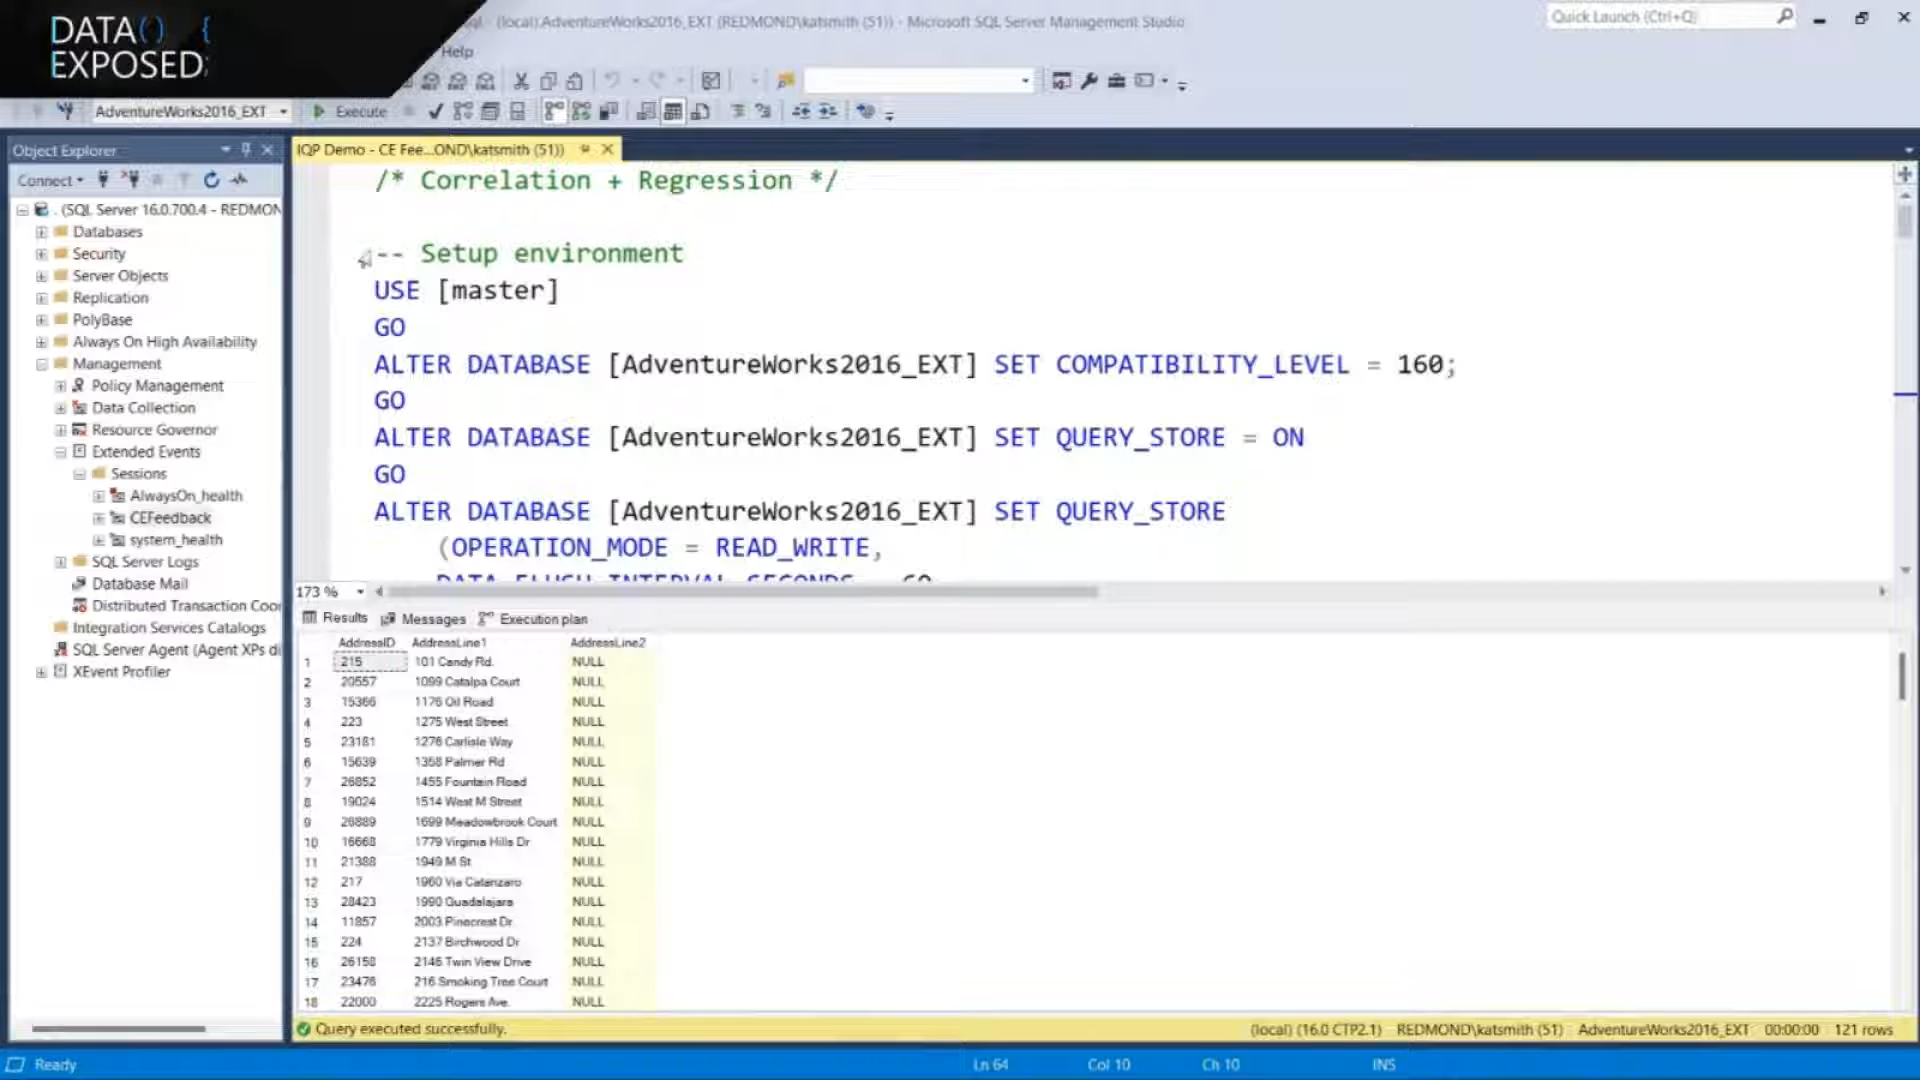 DATA() {
EXPOSED;
(local).AdventureWorks2016_EXT (REDMOND\katsmith (51)) - Microsoft SQL Server Management Studio
Quick Launch (Ctrl+Q)
Help
AdventureWorks2016_EXT
Execute
Object Explorer
IQP Demo - CE Fee...OND\katsmith (51))
Connect
. (SQL Server 16.0.700.4 - REDMON
Databases
Security
Server Objects
Replication
PolyBase
Always On High Availability
Management
Policy Management
Data Collection
Resource Governor
Extended Events
Sessions
AlwaysOn_health
CEFeedback
system_health
SQL Server Logs
Database Mail
Distributed Transaction Coor
Integration Services Catalogs
SQL Server Agent (Agent XPs di
XEvent Profiler
/* Correlation + Regression */
-- Setup environment
USE [master]
GO
ALTER DATABASE [AdventureWorks2016_EXT] SET COMPATIBILITY_LEVEL = 160;
GO
ALTER DATABASE [AdventureWorks2016_EXT] SET QUERY_STORE = ON
GO
ALTER DATABASE [AdventureWorks2016_EXT] SET QUERY_STORE
(OPERATION_MODE = READ_WRITE,
DATA_FLUSH_INTERVAL_SECONDS = 60
173 %
Results Messages Execution plan
AddressID AddressLine1 AddressLine2
1 215 101 Candy Rd. NULL
2 20557 1099 Catalpa Court NULL
3 15366 1176 Oil Road NULL
4 223 1275 West Street NULL
5 23181 1276 Carlisle Way NULL
6 15639 1358 Palmer Rd NULL
7 26852 1455 Fountain Road NULL
8 19024 1514 West M Street NULL
9 26889 1699 Meadowbrook Court NULL
10 16668 1779 Virginia Hills Dr NULL
11 21388 1949 M St NULL
12 217 1960 Via Catanzaro NULL
13 28423 1990 Guadalajara NULL
14 11857 2003 Pinecrest Dr. NULL
15 224 2137 Birchwood Dr NULL
16 26158 2146 Twin View Drive NULL
17 23476 216 Smoking Tree Court NULL
18 22000 2225 Rogers Ave. NULL
Query executed successfully. (local) (16.0 CTP2.1) REDMOND\katsmith (51) AdventureWorks2016_EXT 00:00:00 121 rows
Ready Ln 64 Col 10 Ch 10 INS